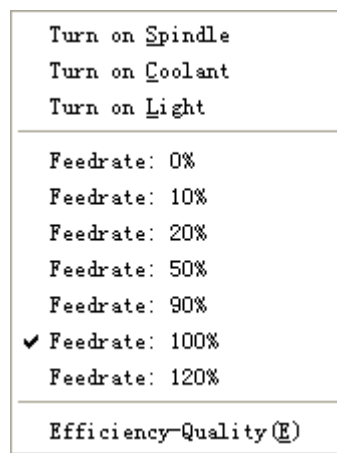 Turn on Spindle
Turn on Coolant
Turn on Light
Feedrate: 0%
Feedrate: 10%
Feedrate: 20%
Feedrate: 50%
Feedrate: 90%
Feedrate: 100%
Feedrate: 120%
Efficiency-Quality(E)